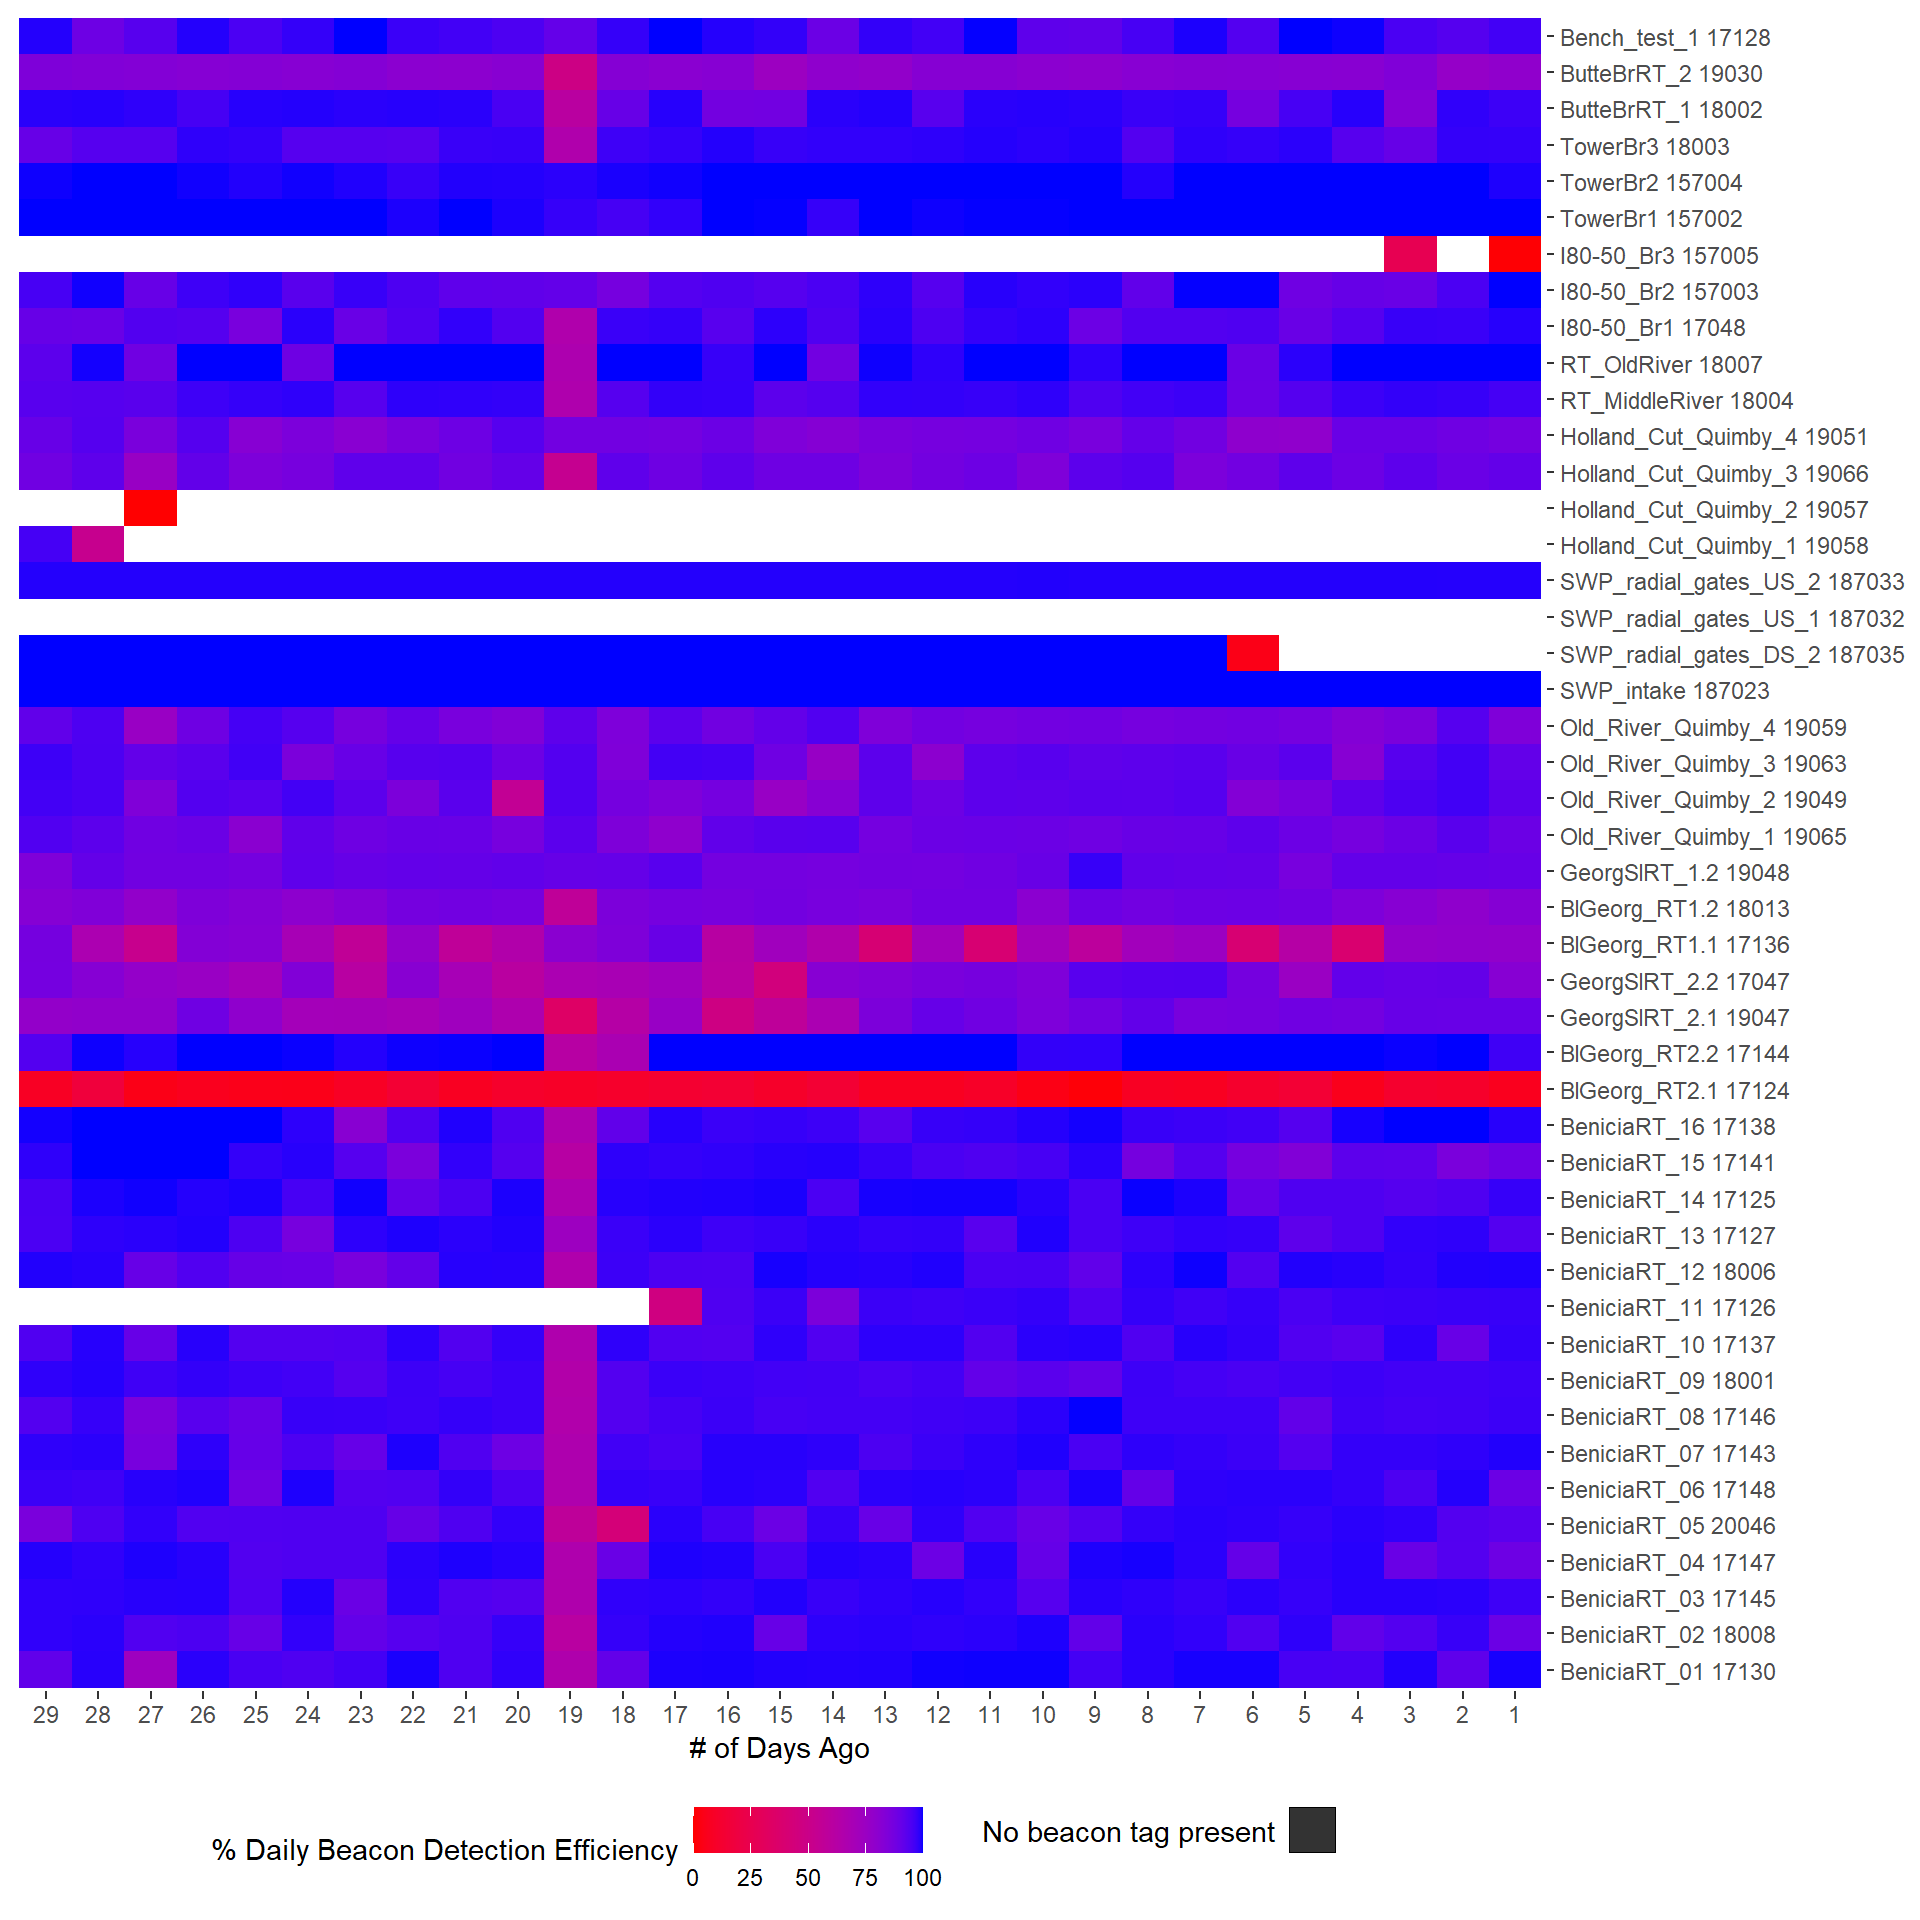 Bench_test_1 17128
ButteBrRT_2 19030
ButteBrRT_1 18002
TowerBr3 18003
TowerBr2 157004
TowerBr1 157002
I80-50_Br3 157005
I80-50_Br2 157003
I80-50_Br1 17048
RT_OldRiver 18007
RT_MiddleRiver 18004
Holland_Cut_Quimby_4 19051
Holland_Cut_Quimby_3 19066
Holland_Cut_Quimby_2 19057
Holland_Cut_Quimby_1 19058
SWP_radial_gates_US_2 187033
SWP_radial_gates_US_1 187032
SWP_radial_gates_DS_2 187035
SWP_intake 187023
Old_River_Quimby_4 19059
Old_River_Quimby_3 19063
Old_River_Quimby_2 19049
Old_River_Quimby_1 19065
GeorgSlRT_1.2 19048
BlGeorg_RT1.2 18013
BlGeorg_RT1.1 17136
GeorgSlRT_2.2 17047
GeorgSlRT_2.1 19047
BlGeorg_RT2.2 17144
BlGeorg_RT2.1 17124
BeniciaRT_16 17138
BeniciaRT_15 17141
BeniciaRT_14 17125
BeniciaRT_13 17127
BeniciaRT_12 18006
BeniciaRT_11 17126
BeniciaRT_10 17137
BeniciaRT_09 18001
BeniciaRT_08 17146
BeniciaRT_07 17143
BeniciaRT_06 17148
BeniciaRT_05 20046
BeniciaRT_04 17147
BeniciaRT_03 17145
BeniciaRT_02 18008
BeniciaRT_01 17130
29 28 27 26 25 24 23 22 21 20 19 18 17 16 15 14 13 12 11 10 9 8 7 6 5 4 3 2 1
# of Days Ago
% Daily Beacon Detection Efficiency
0 25 50 75 100
No beacon tag present